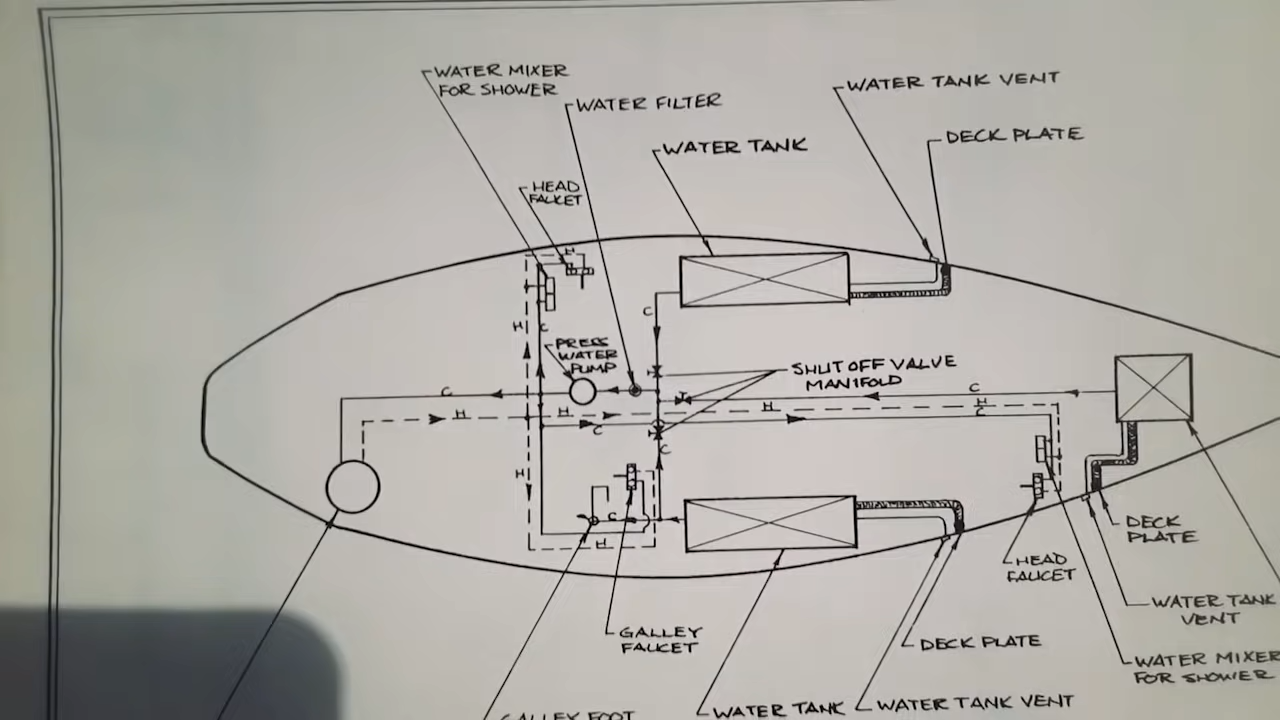 WATER MIXER
FOR SHOWER
WATER FILTER
WATER TANK
WATER TANK VENT
DECK PLATE
HEAD
FAUCET
H
C
H
C
PRESS
WATER
PUMP
SHUT OFF VALVE
MANIFOLD
C
C
H
H
H
H
C
C
C
H
C
H
GALLEY
FAUCET
GALLEY FOOT
WATER TANK
DECK PLATE
WATER TANK VENT
HEAD
FAUCET
DECK
PLATE
WATER TANK
VENT
WATER MIXER
FOR SHOWER